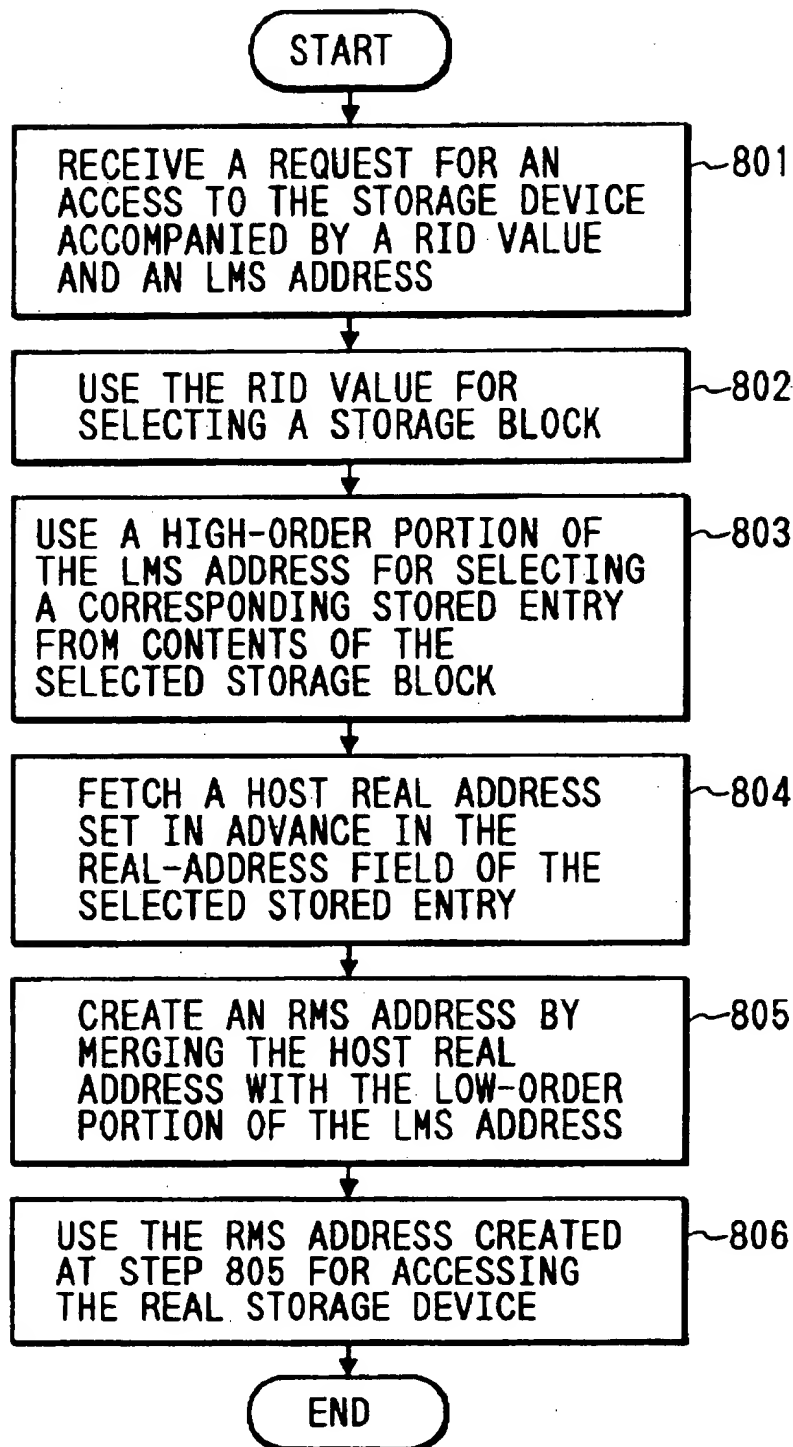 START
RECEIVE A REQUEST FOR AN
ACCESS TO THE STORAGE DEVICE
ACCOMPANIED BY A RID VALUE
AND AN LMS ADDRESS
801
USE THE RID VALUE FOR
SELECTING A STORAGE BLOCK
802
USE A HIGH-ORDER PORTION OF
THE LMS ADDRESS FOR SELECTING
A CORRESPONDING STORED ENTRY
FROM CONTENTS OF THE
SELECTED STORAGE BLOCK
803
FETCH A HOST REAL ADDRESS
SET IN ADVANCE IN THE
REAL-ADDRESS FIELD OF THE
SELECTED STORED ENTRY
804
CREATE AN RMS ADDRESS BY
MERGING THE HOST REAL
ADDRESS WITH THE LOW-ORDER
PORTION OF THE LMS ADDRESS
805
USE THE RMS ADDRESS CREATED
AT STEP 805 FOR ACCESSING
THE REAL STORAGE DEVICE
806
END